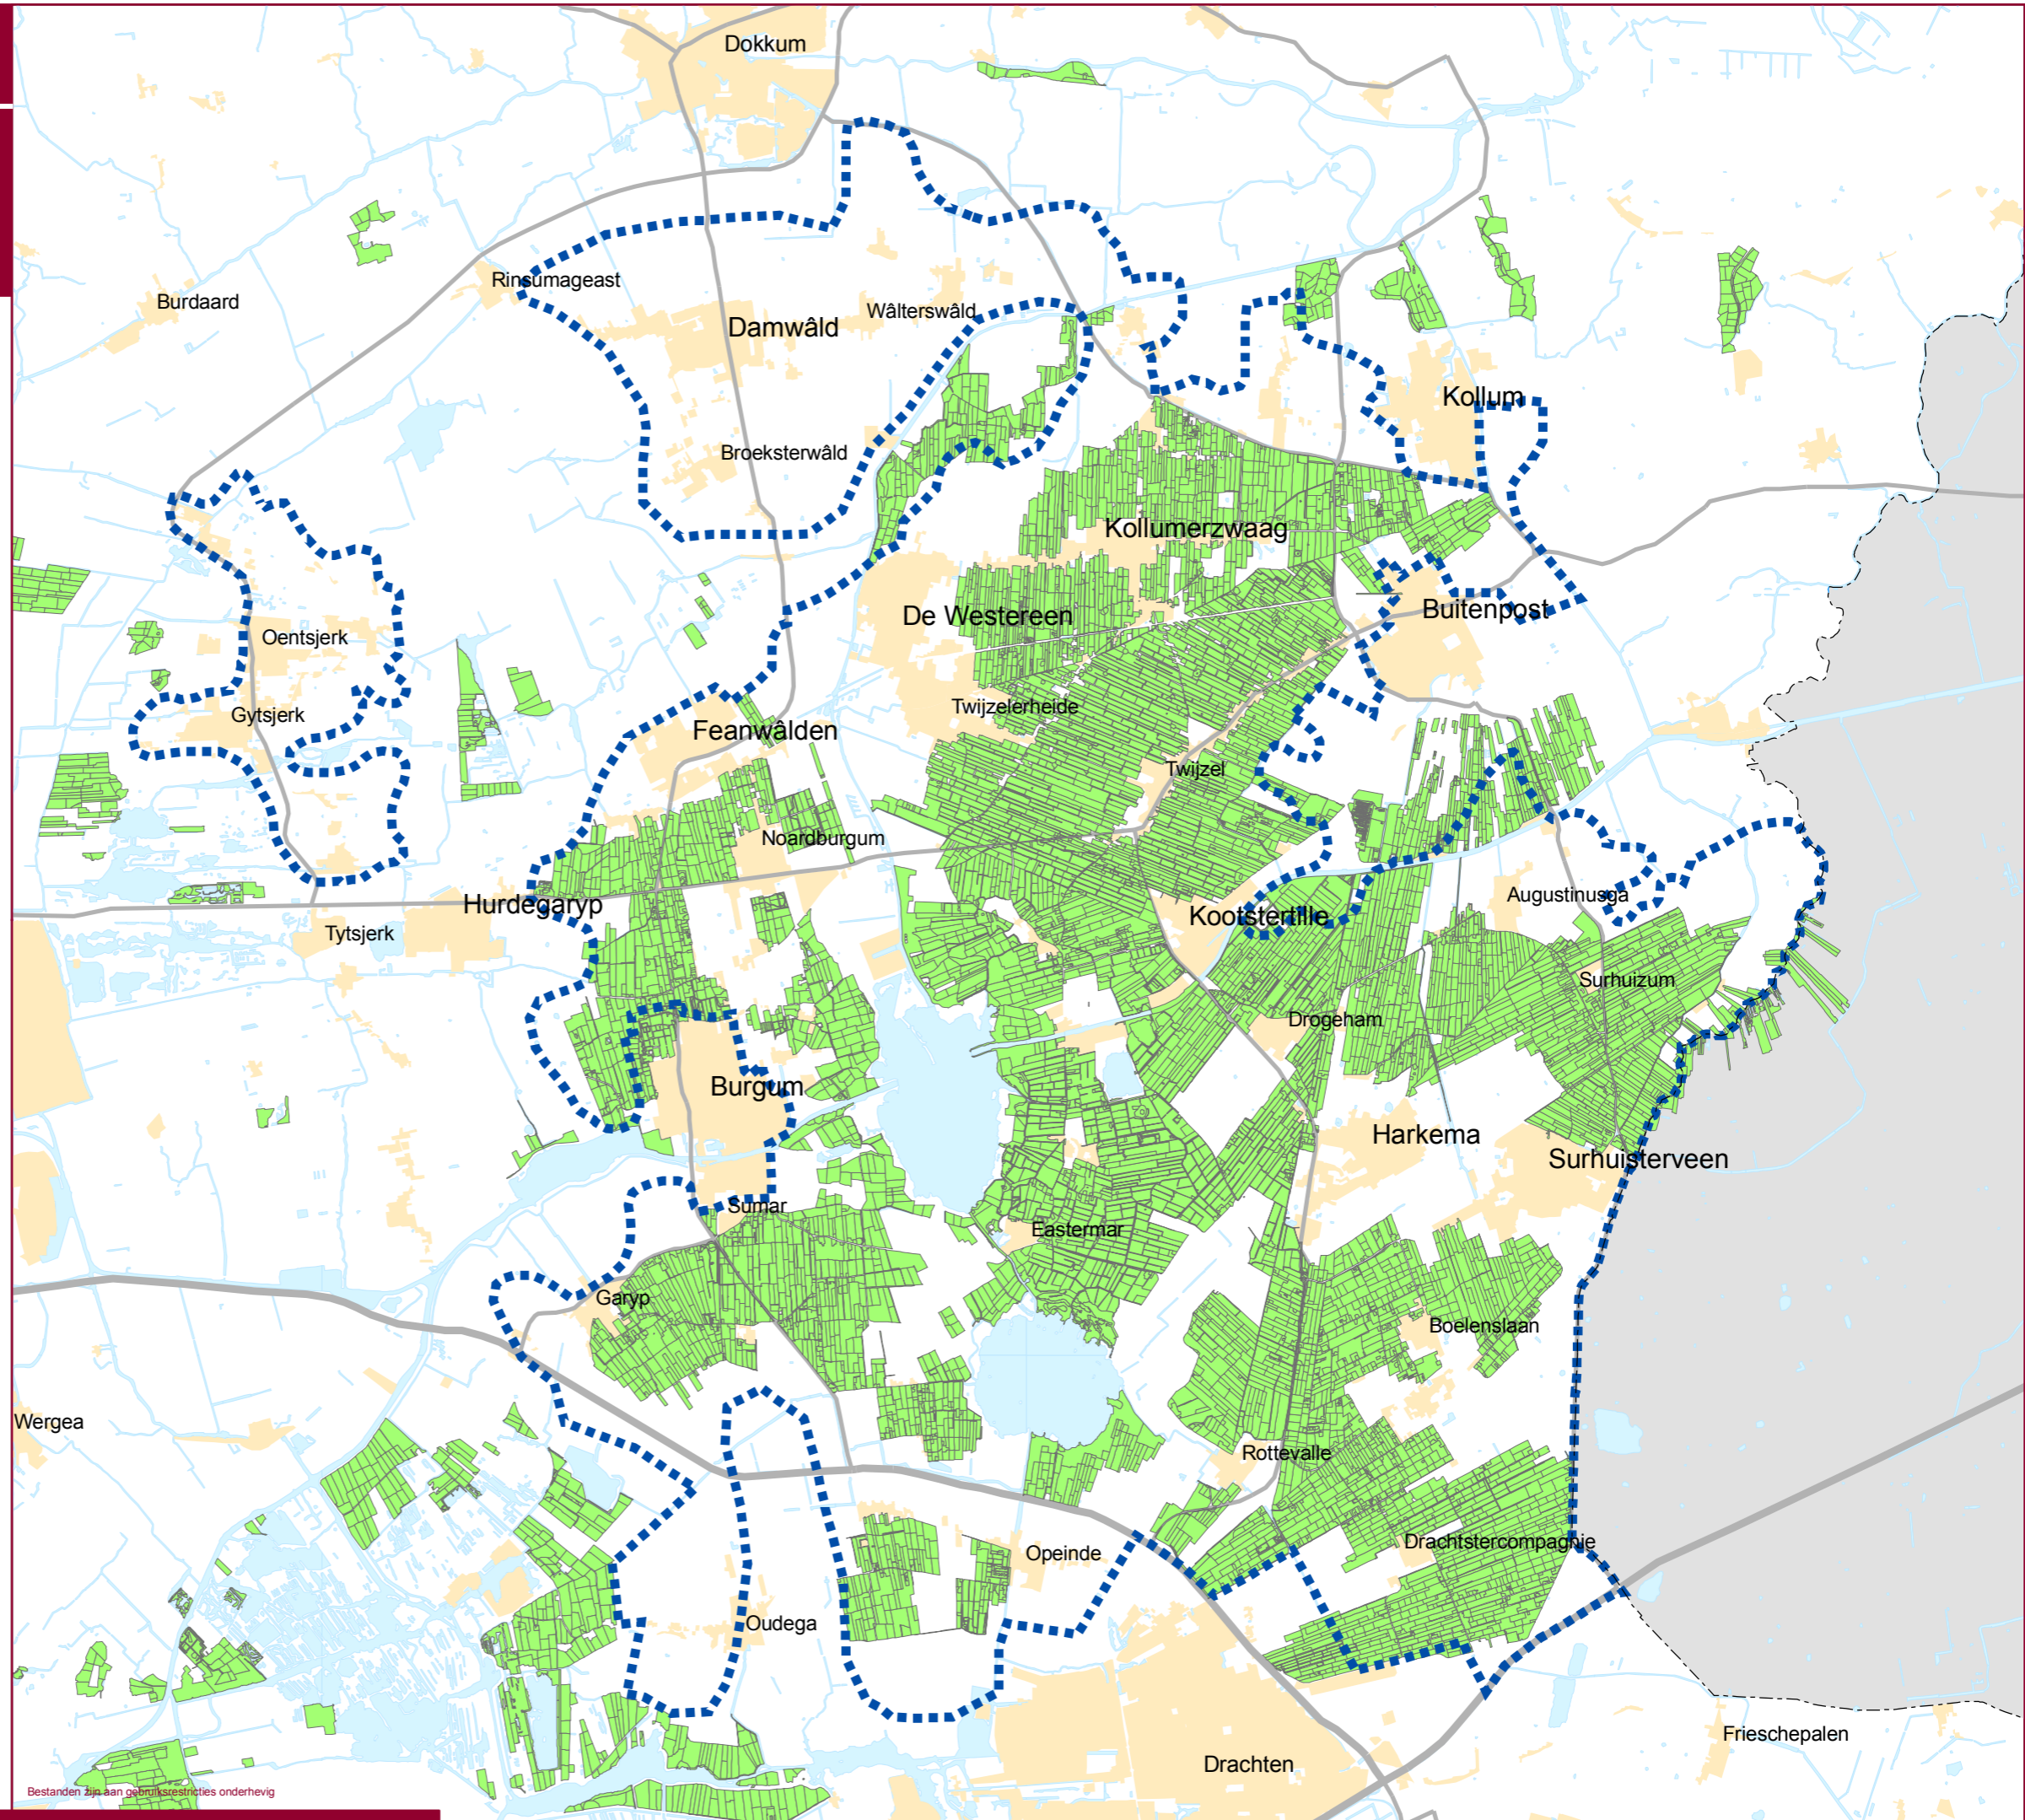 Dokkum
Rinsumageast
Burdaard
Wâlterswâld
Damwâld
Kollum
Broeksterwâld
Kollumerzwaag
De Westereen
Buitenpost
Oentsjerk
Twijzelerheide
Gytsjerk
Feanwâlden
Twijzel
Noardburgum
Augustinusga
Hurdegaryp
Kootstertille
Tytsjerk
Surhuizum
Drogeham
Burgum
Harkema
Surhuisterveen
Sumar
Eastermar
Garyp
Boelenslaan
Wergea
Rottevalle
Drachtstercompagnie
Opeinde
Oudega
Frieschepalen
Drachten
Bestanden zijn aan gebruiksrestricties onderhevig